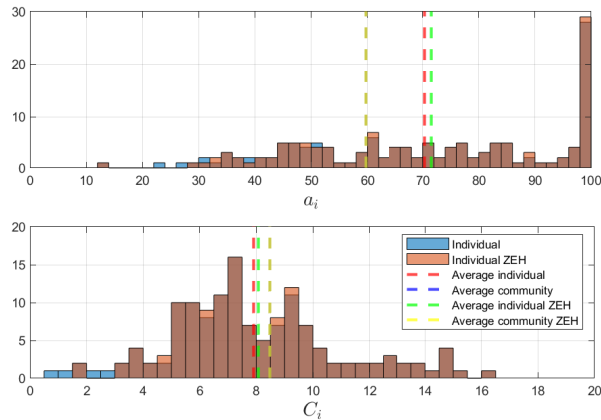 30
20
10
0
0 10 20 30 40 50 60 70 80 90 100
a_i
20
15
10
5
0
Individual
Individual ZEH
Average individual
Average community
Average individual ZEH
Average community ZEH
0 2 4 6 8 10 12 14 16 18 20
C_i